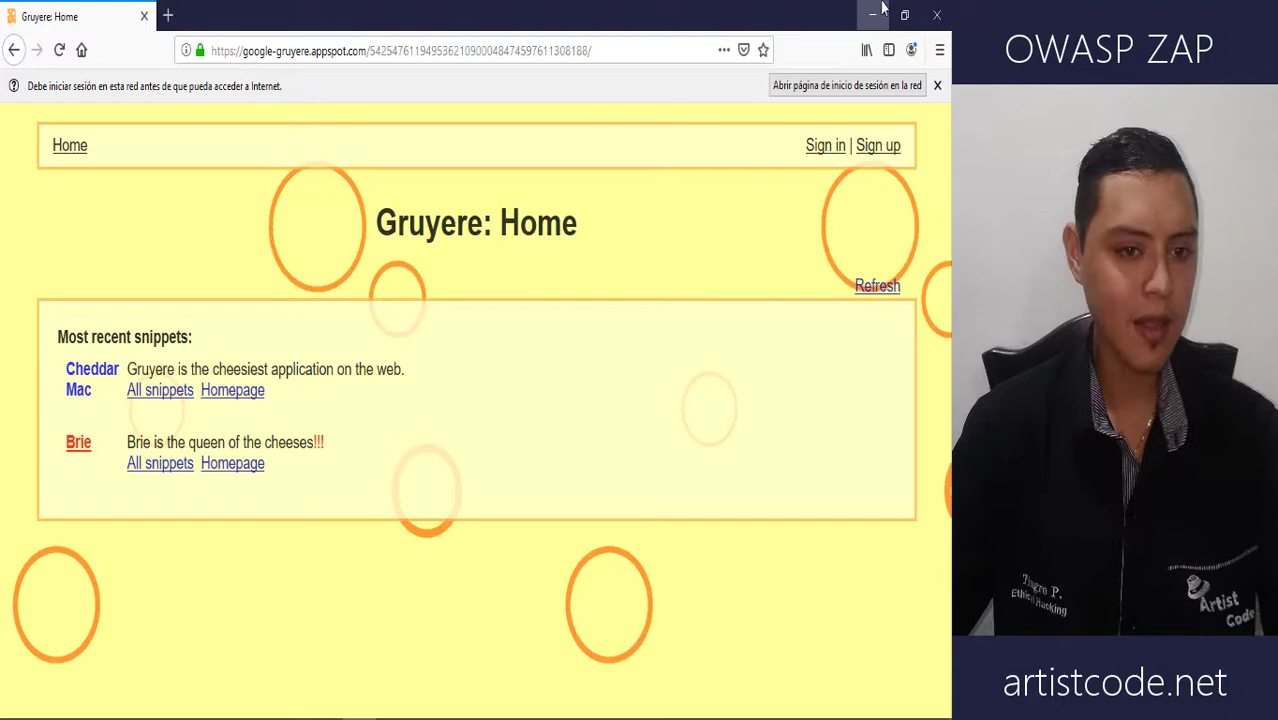 Gruyere: Home
https://google-gruyere.appspot.com/542547611949536210900048474597611308188/
Debe iniciar sesión en esta red antes de que pueda acceder a Internet.
Abrir página de inicio de sesión en la red
Home
Sign in | Sign up
Gruyere: Home
Refresh
Most recent snippets:
Cheddar Mac
Gruyere is the cheesiest application on the web.
All snippets Homepage
Brie
Brie is the queen of the cheeses!!!
All snippets Homepage
OWASP ZAP
Tingre P.
Ethical Hacking
Artist
Code
artistcode.net